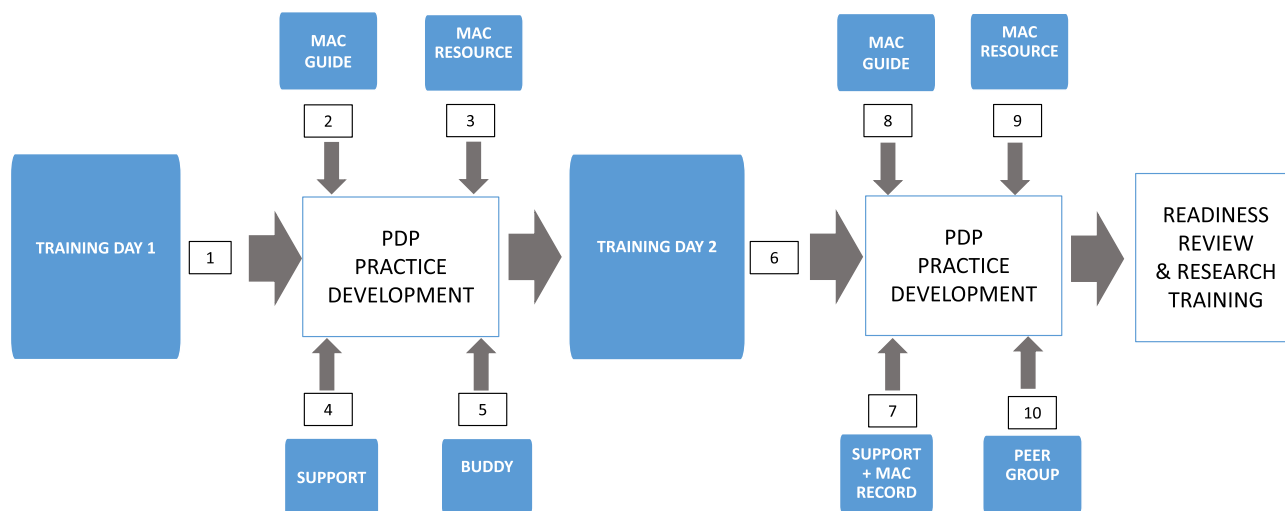 MAC
GUIDE
MAC
RESOURCE
MAC
GUIDE
MAC
RESOURCE
2
3
8
9
TRAINING DAY 1
1
PDP
PRACTICE
DEVELOPMENT
TRAINING DAY 2
6
PDP
PRACTICE
DEVELOPMENT
READINESS
REVIEW
& RESEARCH
TRAINING
4
5
7
10
SUPPORT
BUDDY
SUPPORT
+ MAC
RECORD
PEER
GROUP